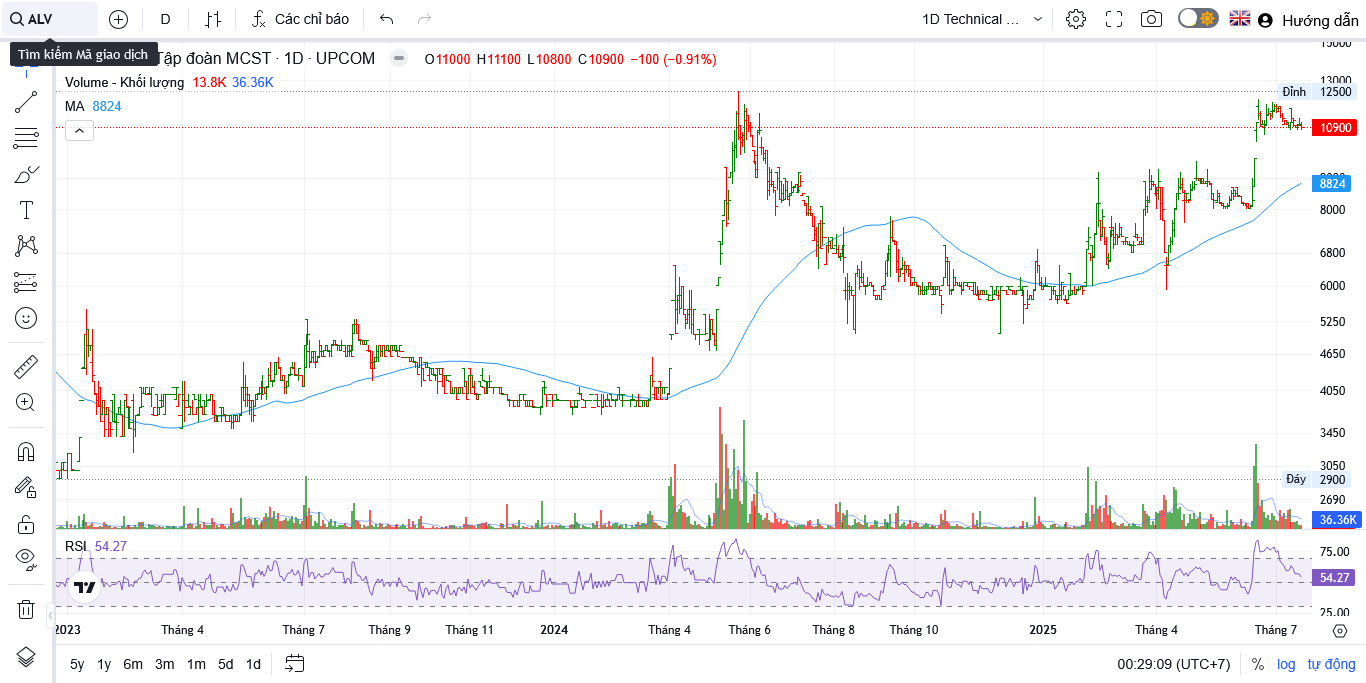 ALV
D
Các chỉ báo
1D Technical ...
Hướng dẫn
Tìm kiếm Mã giao dịch
Tập đoàn MCST · 1D · UPCOM
O11000 H11100 L10800 C10900 −100 (−0.91%)
Volume - Khối lượng 13.8K 36.36K
MA 8824
15000
13000
Đỉnh 12500
10900
8824
8000
6800
6000
5250
4650
4050
3450
3050
Đáy 2900
2690
36.36K
RSI 54.27
75.00
54.27
25.00
2023 Tháng 4 Tháng 7 Tháng 9 Tháng 11 2024 Tháng 4 Tháng 6 Tháng 8 Tháng 10 2025 Tháng 4 Tháng 7
5y 1y 6m 3m 1m 5d 1d
00:29:09 (UTC+7) % log tự động